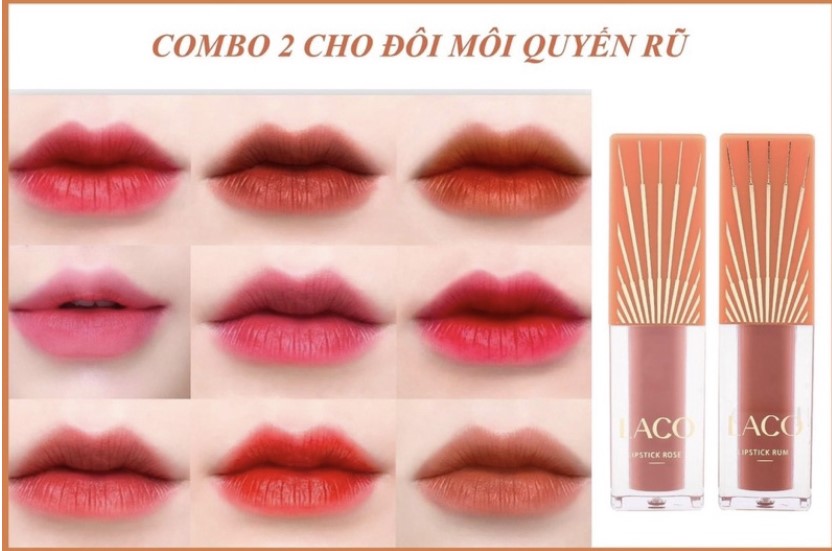 COMBO 2 CHO ĐÔI MÔI QUYẾN RŨ
LACO
LIPSTICK ROSE
LACO
LIPSTICK RUM